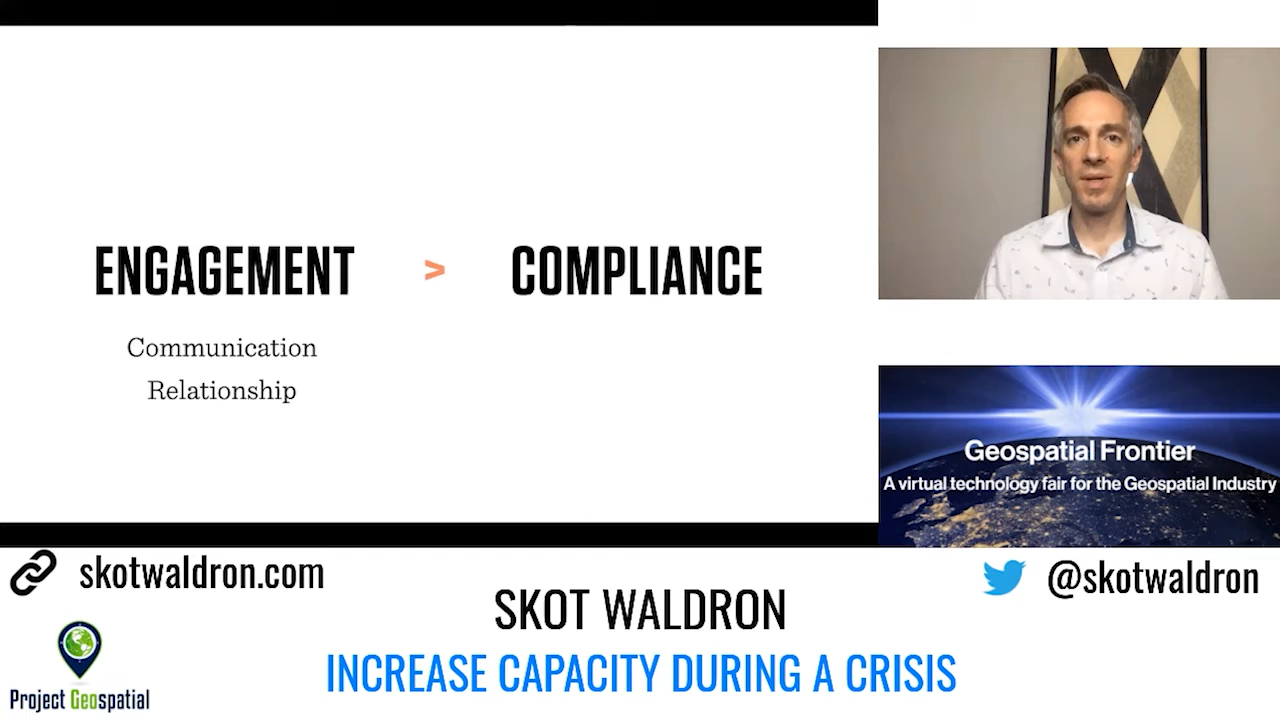 ENGAGEMENT > COMPLIANCE
Communication
Relationship
Geospatial Frontier
A virtual technology fair for the Geospatial Industry
skotwaldron.com
@skotwaldron
SKOT WALDRON
INCREASE CAPACITY DURING A CRISIS
Project Geospatial